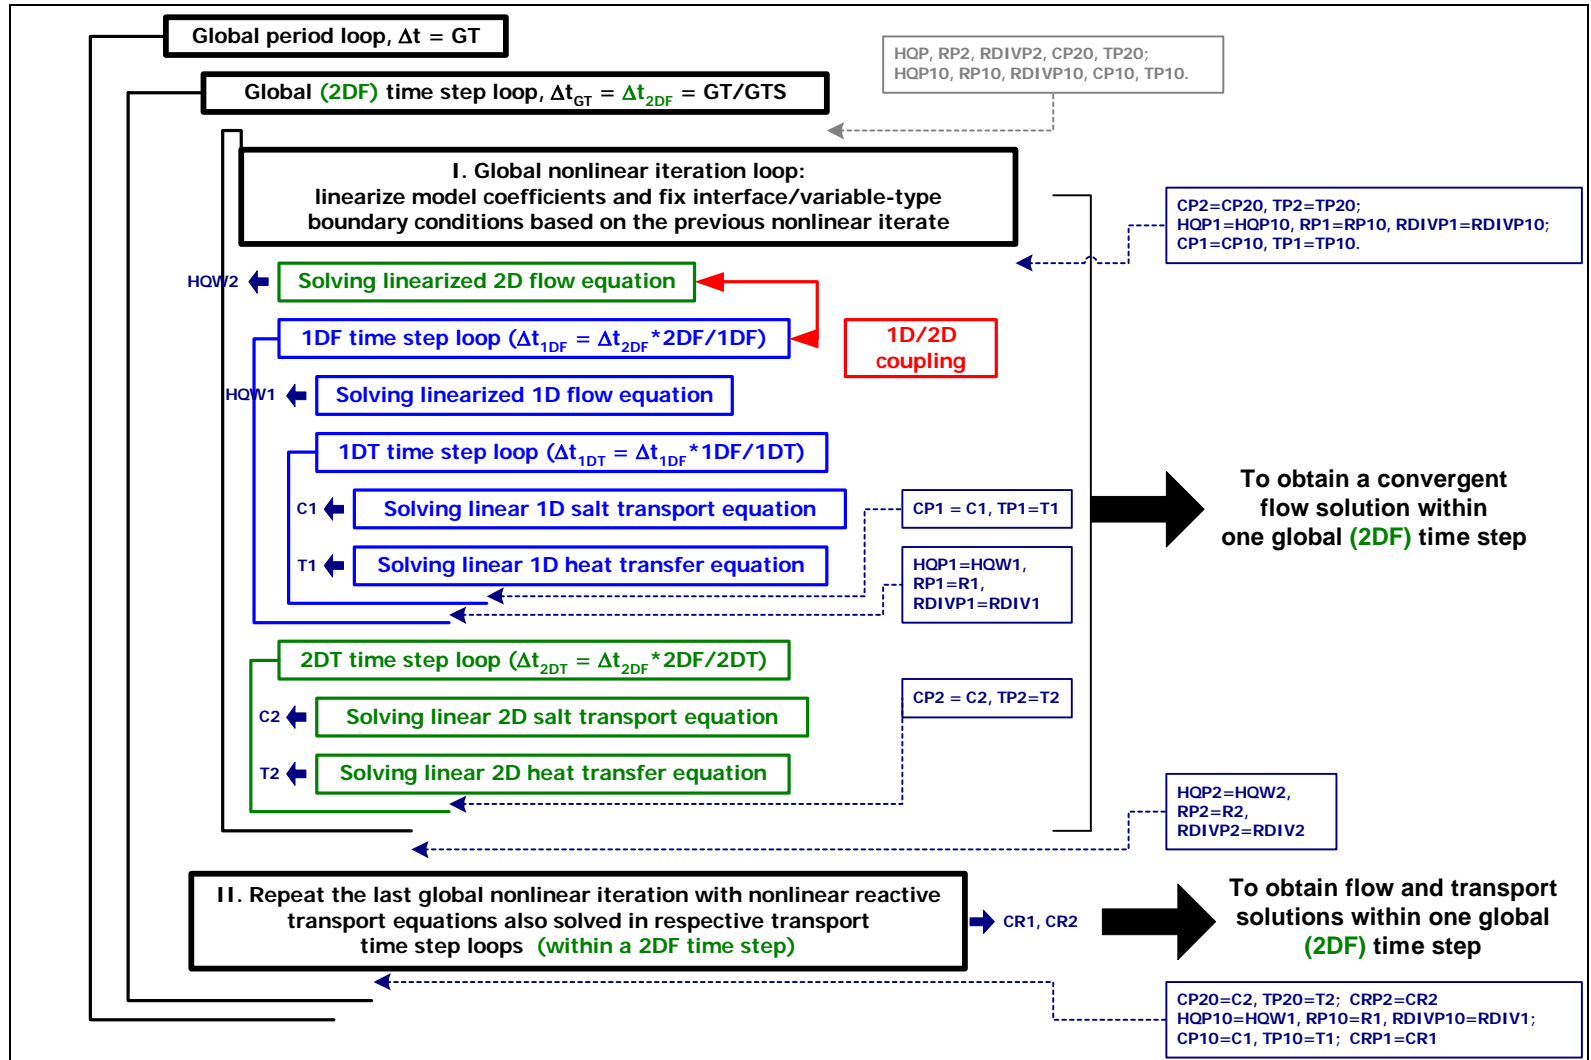 Global period loop, Δt = GT
HQP, RP2, RDIVP2, CP20, TP20;
HQP10, RP10, RDIVP10, CP10, TP10.
Global (2DF) time step loop, Δt_GT = Δt_2DF = GT/GTS
I. Global nonlinear iteration loop:
linearize model coefficients and fix interface/variable-type
boundary conditions based on the previous nonlinear iterate
CP2=CP20, TP2=TP20;
HQP1=HQP10, RP1=RP10, RDIVP1=RDIVP10;
CP1=CP10, TP1=TP10.
HQW2
Solving linearized 2D flow equation
1DF time step loop (Δt_1DF = Δt_2DF*2DF/1DF)
1D/2D
coupling
HQW1
Solving linearized 1D flow equation
1DT time step loop (Δt_1DT = Δt_1DF*1DF/1DT)
C1
Solving linear 1D salt transport equation
CP1 = C1, TP1=T1
To obtain a convergent
flow solution within
one global (2DF) time step
T1
Solving linear 1D heat transfer equation
HQP1=HQW1,
RP1=R1,
RDIVP1=RDIV1
2DT time step loop (Δt_2DT = Δt_2DF*2DF/2DT)
C2
Solving linear 2D salt transport equation
CP2 = C2, TP2=T2
T2
Solving linear 2D heat transfer equation
HQP2=HQW2,
RP2=R2,
RDIVP2=RDIV2
II. Repeat the last global nonlinear iteration with nonlinear reactive
transport equations also solved in respective transport
time step loops (within a 2DF time step)
CR1, CR2
To obtain flow and transport
solutions within one global
(2DF) time step
CP20=C2, TP20=T2; CRP2=CR2
HQP10=HQW1, RP10=R1, RDIVP10=RDIV1;
CP10=C1, TP10=T1; CRP1=CR1